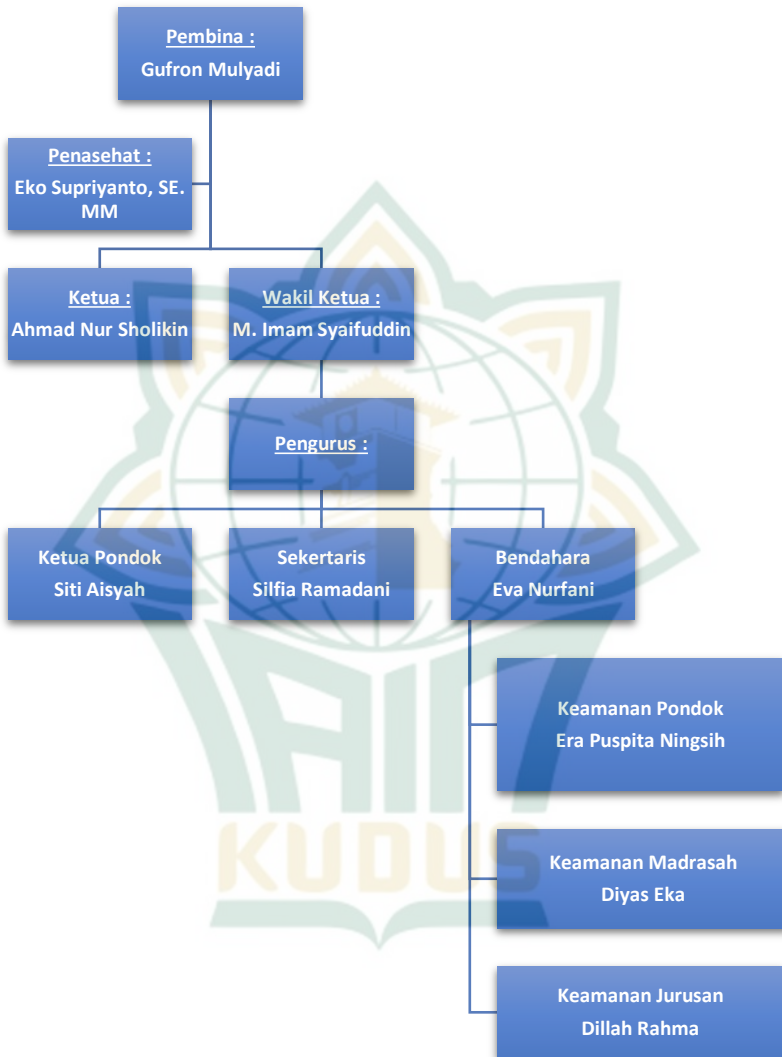 Pembina :
Gufron Mulyadi
Penasehat :
Eko Supriyanto, SE.
MM
Ketua :
Ahmad Nur Sholikin
Wakil Ketua :
M. Imam Syaifuddin
Pengurus :
Ketua Pondok
Siti Aisyah
Sekertaris
Silfia Ramadani
Bendahara
Eva Nurfani
Keamanan Pondok
Era Puspita Ningsih
Keamanan Madrasah
Diyas Eka
Keamanan Jurusan
Dillah Rahma
IAIN
KUDUS